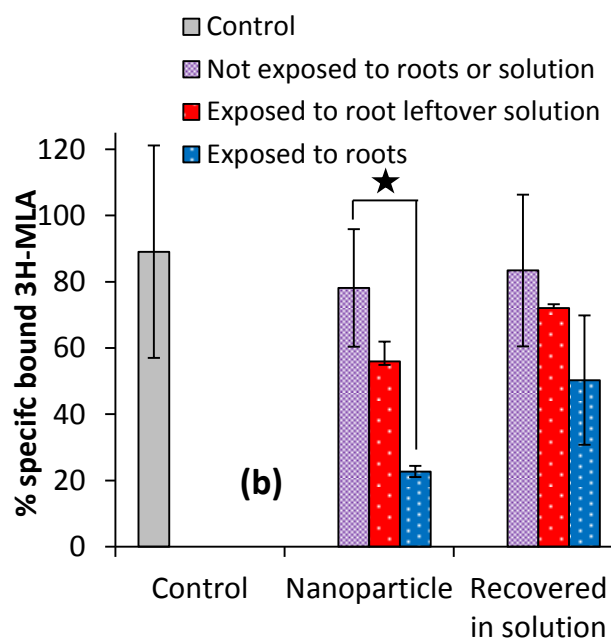 Control
Not exposed to roots or solution
Exposed to root leftover solution
Exposed to roots
% specifc bound 3H-MLA
120
100
80
60
40
20
0
(b)
Control
Nanoparticle
Recovered
in solution